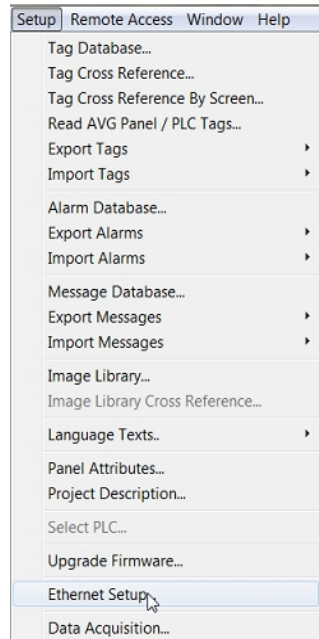 Setup Remote Access Window Help
Tag Database...
Tag Cross Reference...
Tag Cross Reference By Screen...
Read AVG Panel / PLC Tags...
Export Tags
Import Tags
Alarm Database...
Export Alarms
Import Alarms
Message Database...
Export Messages
Import Messages
Image Library...
Image Library Cross Reference...
Language Texts..
Panel Attributes...
Project Description...
Select PLC...
Upgrade Firmware...
Ethernet Setup...
Data Acquisition...